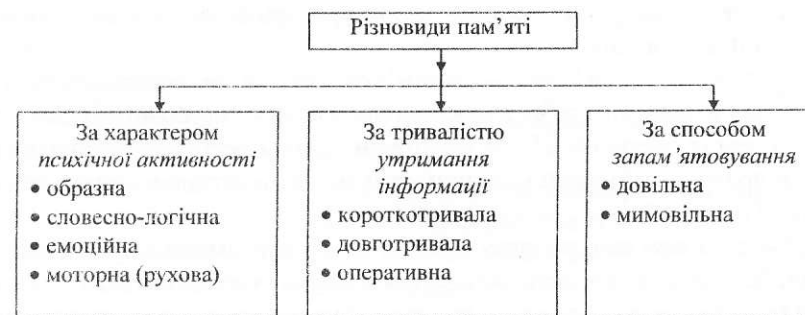 Різновиди пам’яті
За характером
психічної активності
• образна
• словесно-логічна
• емоційна
• моторна (рухова)
За тривалістю
утримання
інформації
• короткотривала
• довготривала
• оперативна
За способом
запам’ятовування
• довільна
• мимовільна